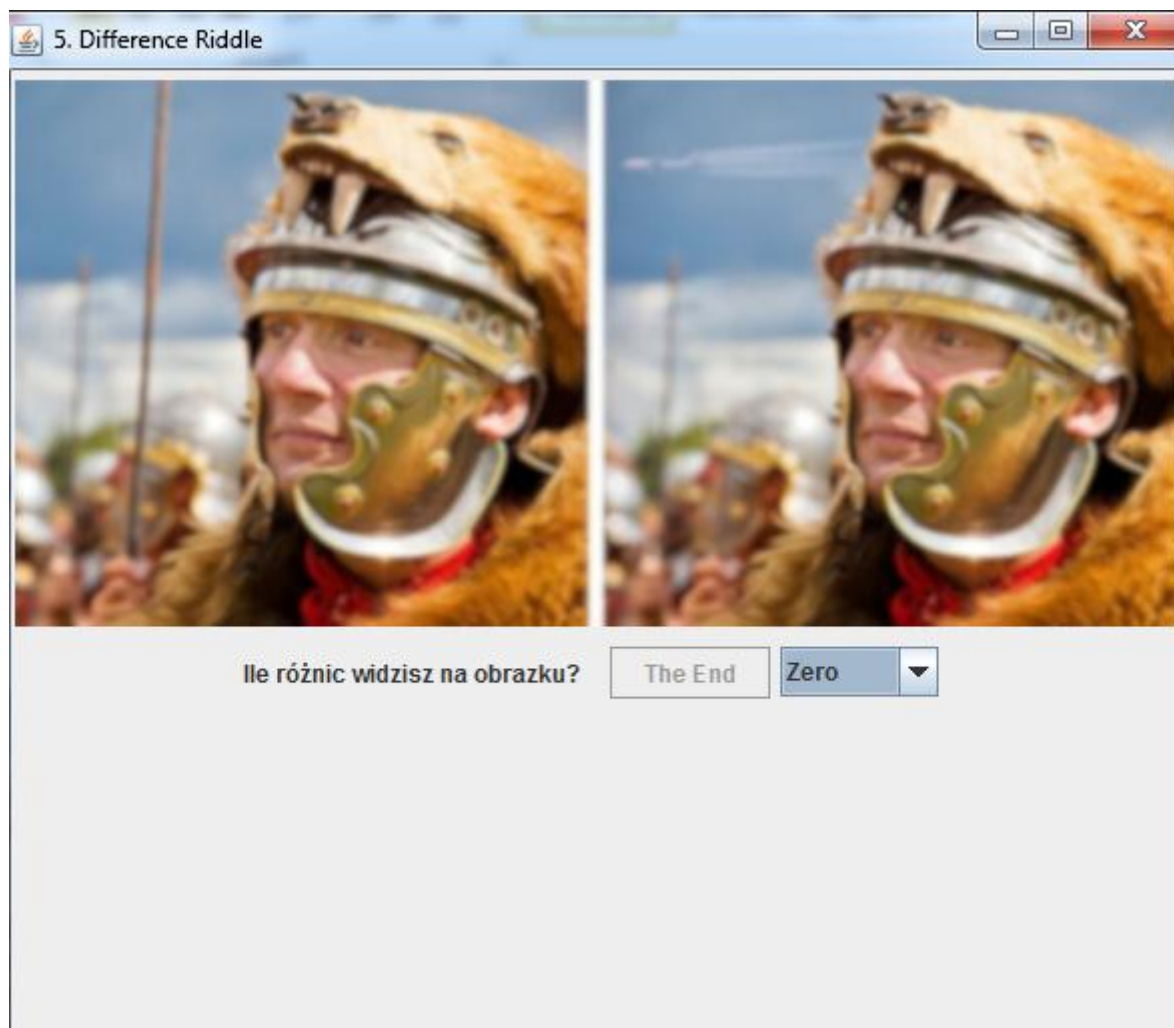 5. Difference Riddle
Ile różnic widzisz na obrazku?
The End
Zero